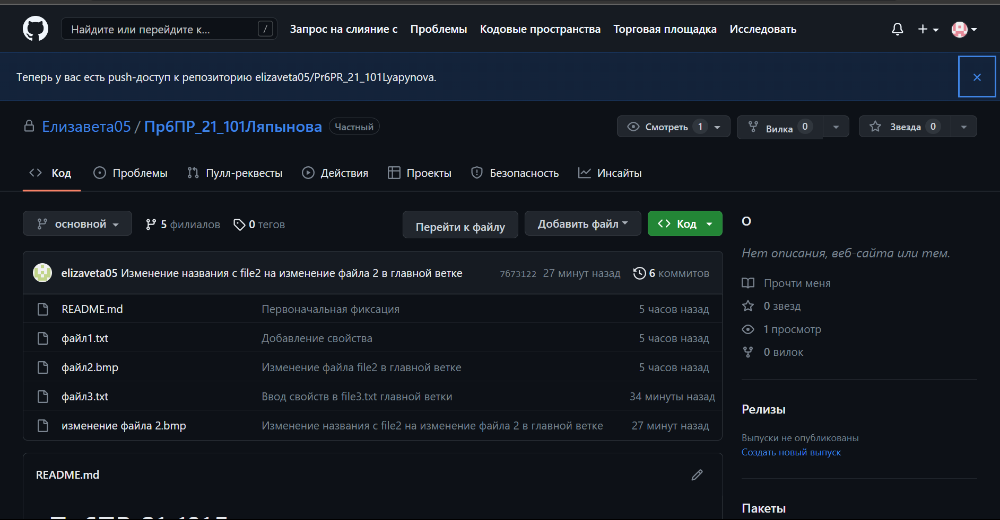 Найдите или перейдите к... / Запрос на слияние с Проблемы Кодовые пространства Торговая площадка Исследовать
Теперь у вас есть push-доступ к репозиторию elizaveta05/Pr6PR_21_101Lyapynova.
Елизавета05 / Пр6ПР_21_101Ляпынова Частный Смотреть 1 Вилка 0 Звезда 0
Код Проблемы Пулл-реквесты Действия Проекты Безопасность Инсайты
основной 5 филиалов 0 тегов Перейти к файлу Добавить файл Код
elizaveta05 Изменение названия с file2 на изменение файла 2 в главной ветке 7673122 27 минут назад 6 коммитов
README.md Первоначальная фиксация 5 часов назад
файл1.txt Добавление свойства 5 часов назад
файл2.bmp Изменение файла file2 в главной ветке 5 часов назад
файл3.txt Ввод свойств в file3.txt главной ветки 34 минуты назад
изменение файла 2.bmp Изменение названия с file2 на изменение файла 2 в главной ветке 27 минут назад
README.md
О
Нет описания, веб-сайта или тем.
Прочти меня
0 звезд
1 просмотр
0 вилок
Релизы
Выпуски не опубликованы
Создать новый выпуск
Пакеты